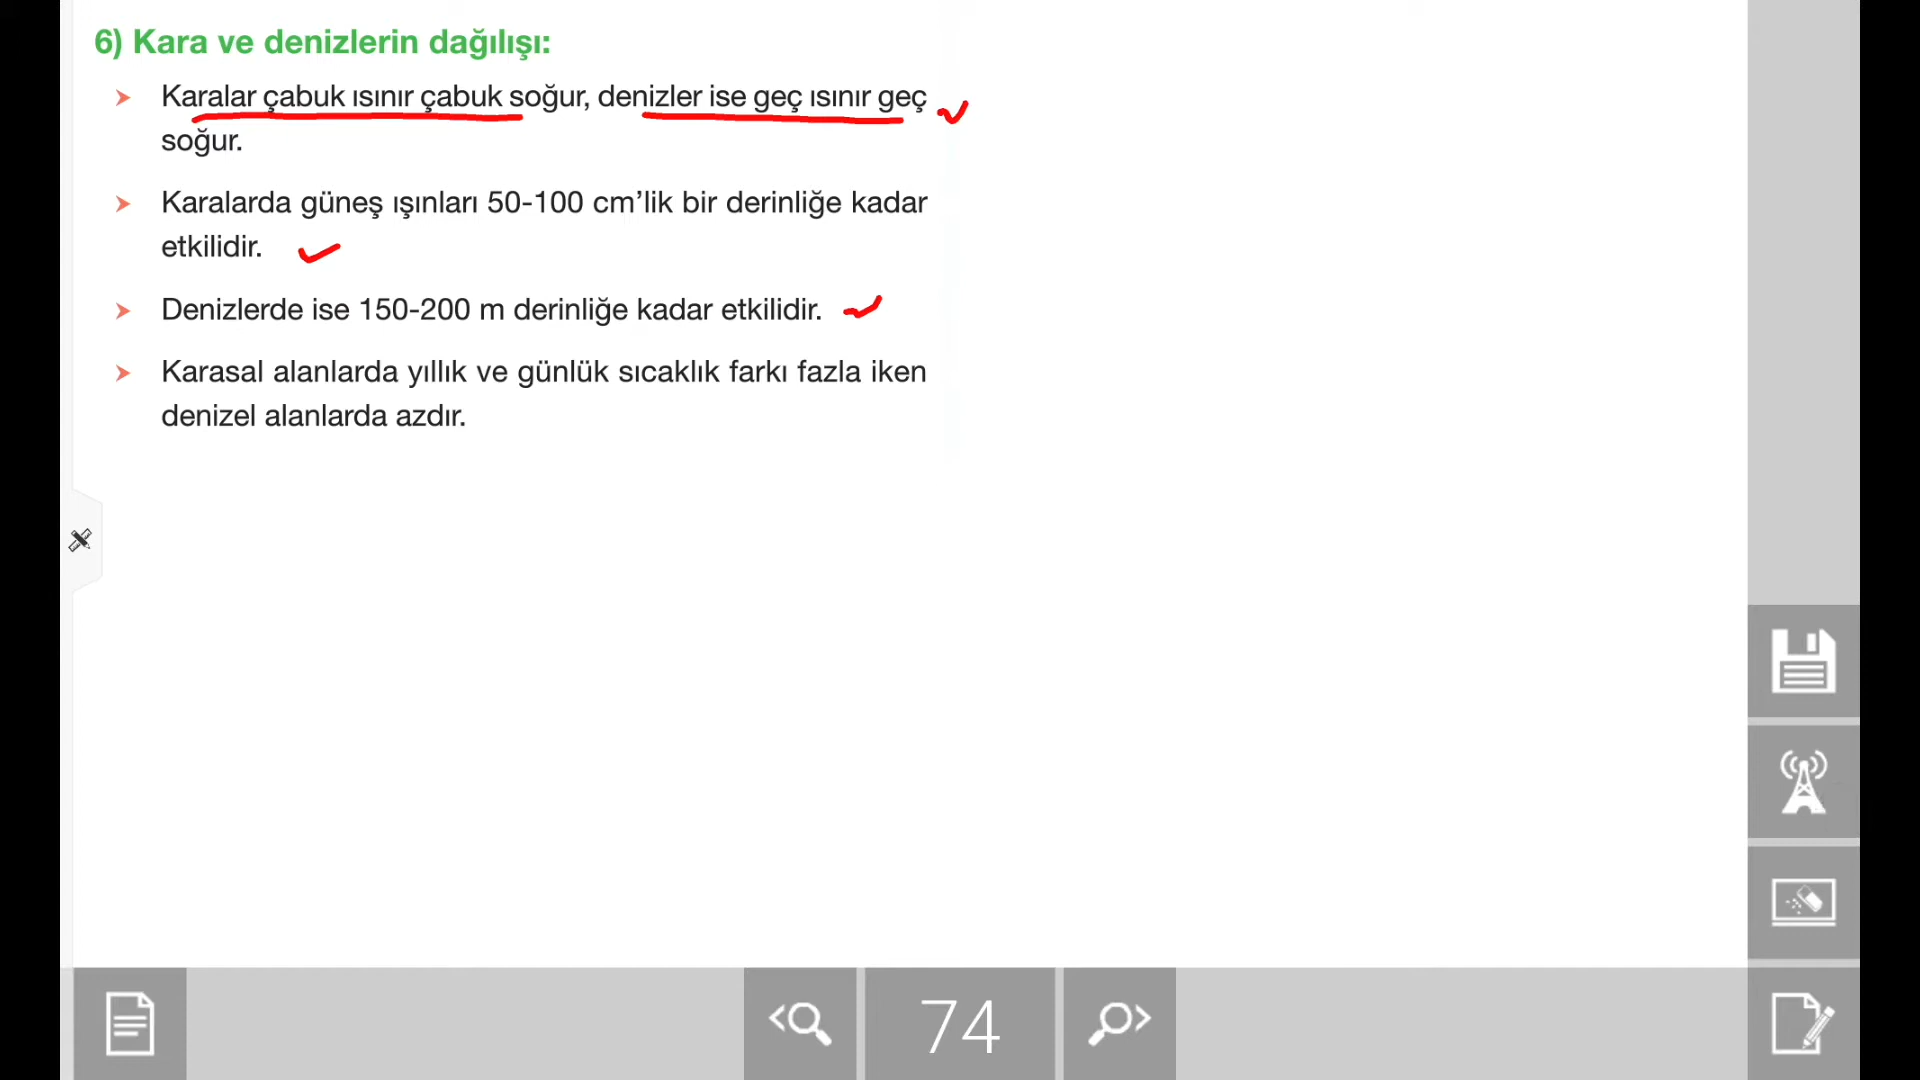 6) Kara ve denizlerin dağılışı:
Karalar çabuk ısınır çabuk soğur, denizler ise geç ısınır geç
soğur.
Karalarda güneş ışınları 50-100 cm’lik bir derinliğe kadar
etkilidir.
Denizlerde ise 150-200 m derinliğe kadar etkilidir.
Karasal alanlarda yıllık ve günlük sıcaklık farkı fazla iken
denizel alanlarda azdır.
74